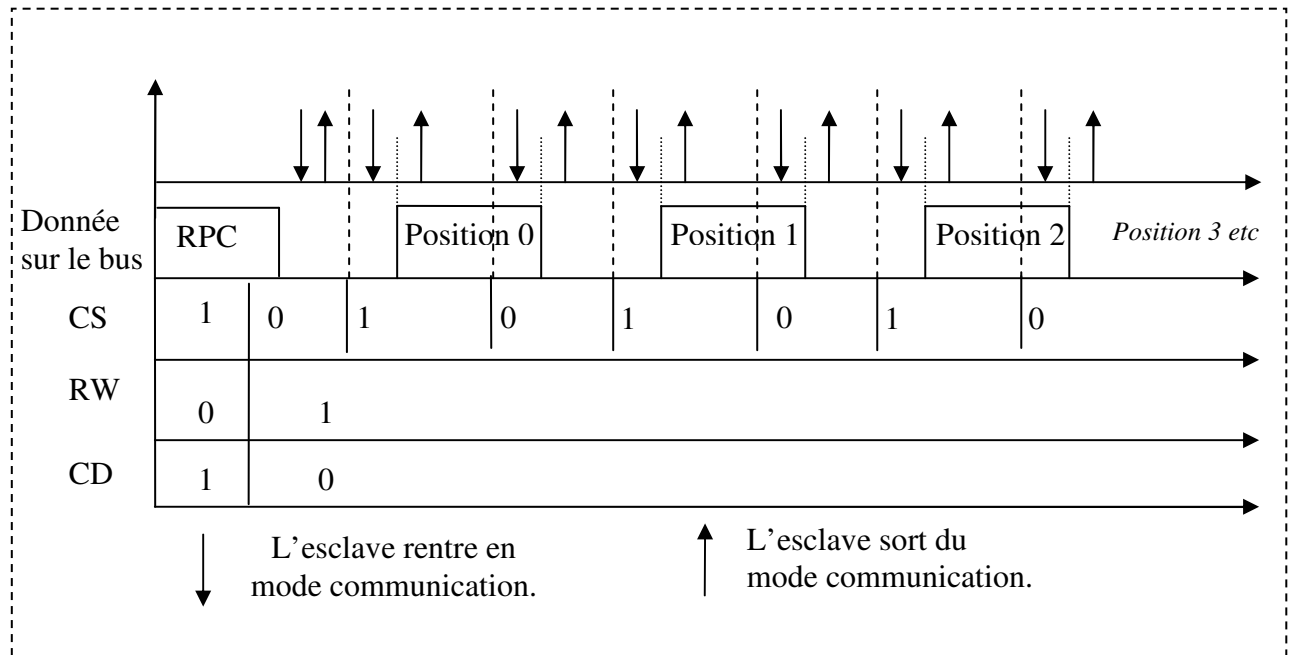 Donnée
sur le bus
RPC
Position 0
Position 1
Position 2
Position 3 etc
CS 1 0 1 0 1 0 1 0
RW 0 1
CD 1 0
L’esclave rentre en
mode communication.
L’esclave sort du
mode communication.